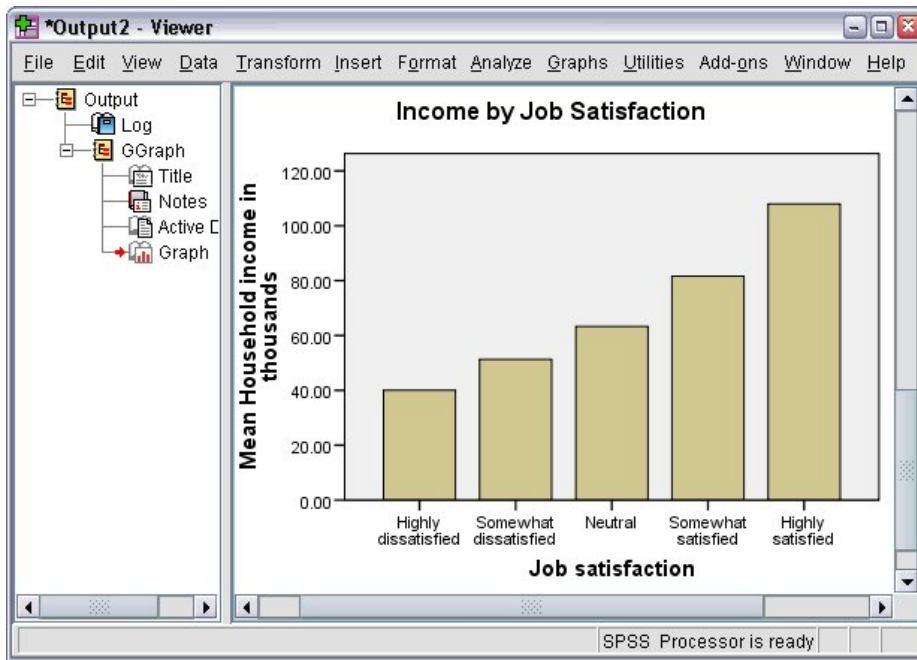 *Output2 - Viewer
File Edit View Data Transform Insert Format Analyze Graphs Utilities Add-ons Window Help
Output
Log
GGraph
Title
Notes
Active D
Graph
Income by Job Satisfaction
Mean Household income in
thousands
120.00
100.00
80.00
60.00
40.00
20.00
0.00
Highly
dissatisfied
Somewhat
dissatisfied
Neutral
Somewhat
satisfied
Highly
satisfied
Job satisfaction
SPSS Processor is ready